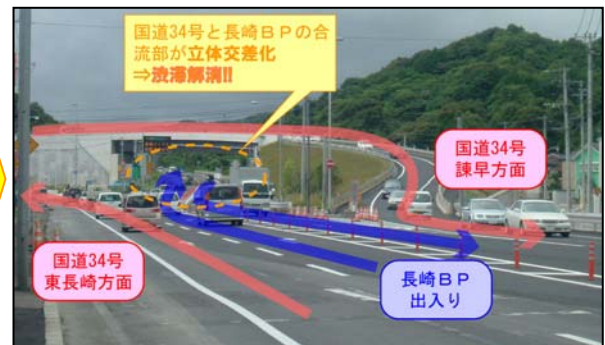 国道34号と長崎BPの合
流部が立体交差化
⇒渋滞解消!!
国道34号
諫早方面
国道34号
東長崎方面
長崎BP
出入り